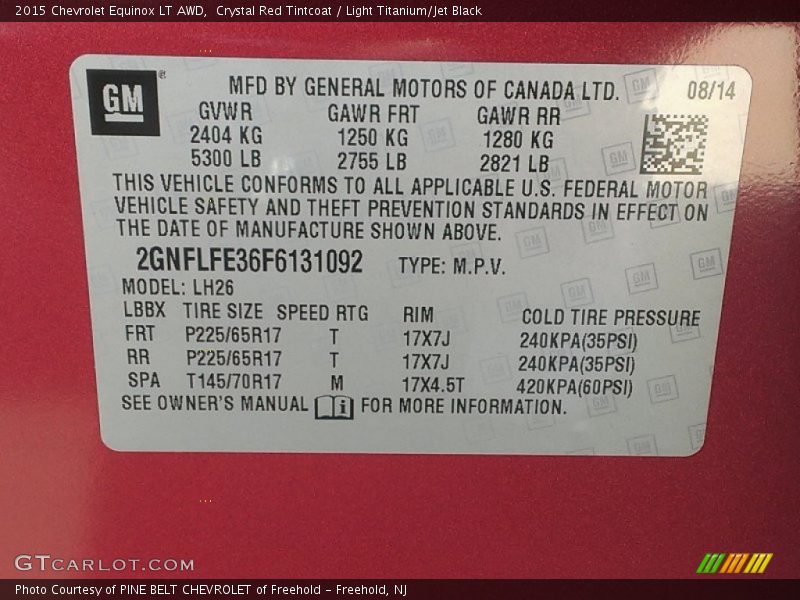 2015 Chevrolet Equinox LT AWD, Crystal Red Tintcoat / Light Titanium/Jet Black
GM ® MFD BY GENERAL MOTORS OF CANADA LTD. 08/14
GVWR GAWR FRT GAWR RR
2404 KG 1250 KG 1280 KG
5300 LB 2755 LB 2821 LB
THIS VEHICLE CONFORMS TO ALL APPLICABLE U.S. FEDERAL MOTOR
VEHICLE SAFETY AND THEFT PREVENTION STANDARDS IN EFFECT ON
THE DATE OF MANUFACTURE SHOWN ABOVE.
2GNFLFE36F6131092 TYPE: M.P.V.
MODEL: LH26
LBBX TIRE SIZE SPEED RTG RIM COLD TIRE PRESSURE
FRT P225/65R17 T 17X7J 240KPA(35PSI)
RR P225/65R17 T 17X7J 240KPA(35PSI)
SPA T145/70R17 M 17X4.5T 420KPA(60PSI)
SEE OWNER'S MANUAL i FOR MORE INFORMATION.
GTCARLOT.COM
Photo Courtesy of PINE BELT CHEVROLET of Freehold - Freehold, NJ